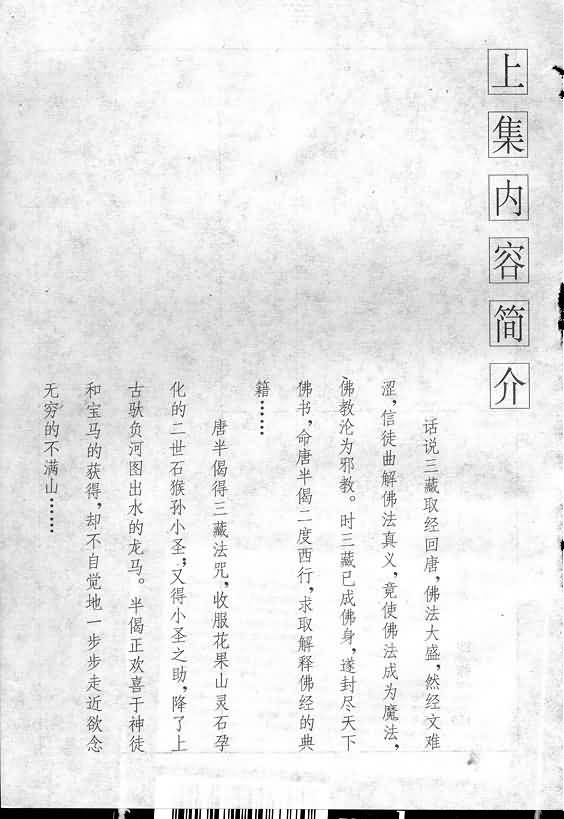 上集内容简介
话说三藏取经回唐，佛法大盛，然经文难
涩，信徒曲解佛法真义，竟使佛法成为魔法，
佛教沦为邪教。时三藏已成佛身，遂封尽天下
佛书，命唐半偈二度西行，求取解释佛经的典
籍……
唐半偈得三藏法咒，收服花果山灵石孕
化的二世石猴孙小圣，又得小圣之助，降了上
古驮负河图出水的龙马。半偈正欢喜于神徒
和宝马的获得，却不自觉地一步步走近欲念
无穷的不满山……